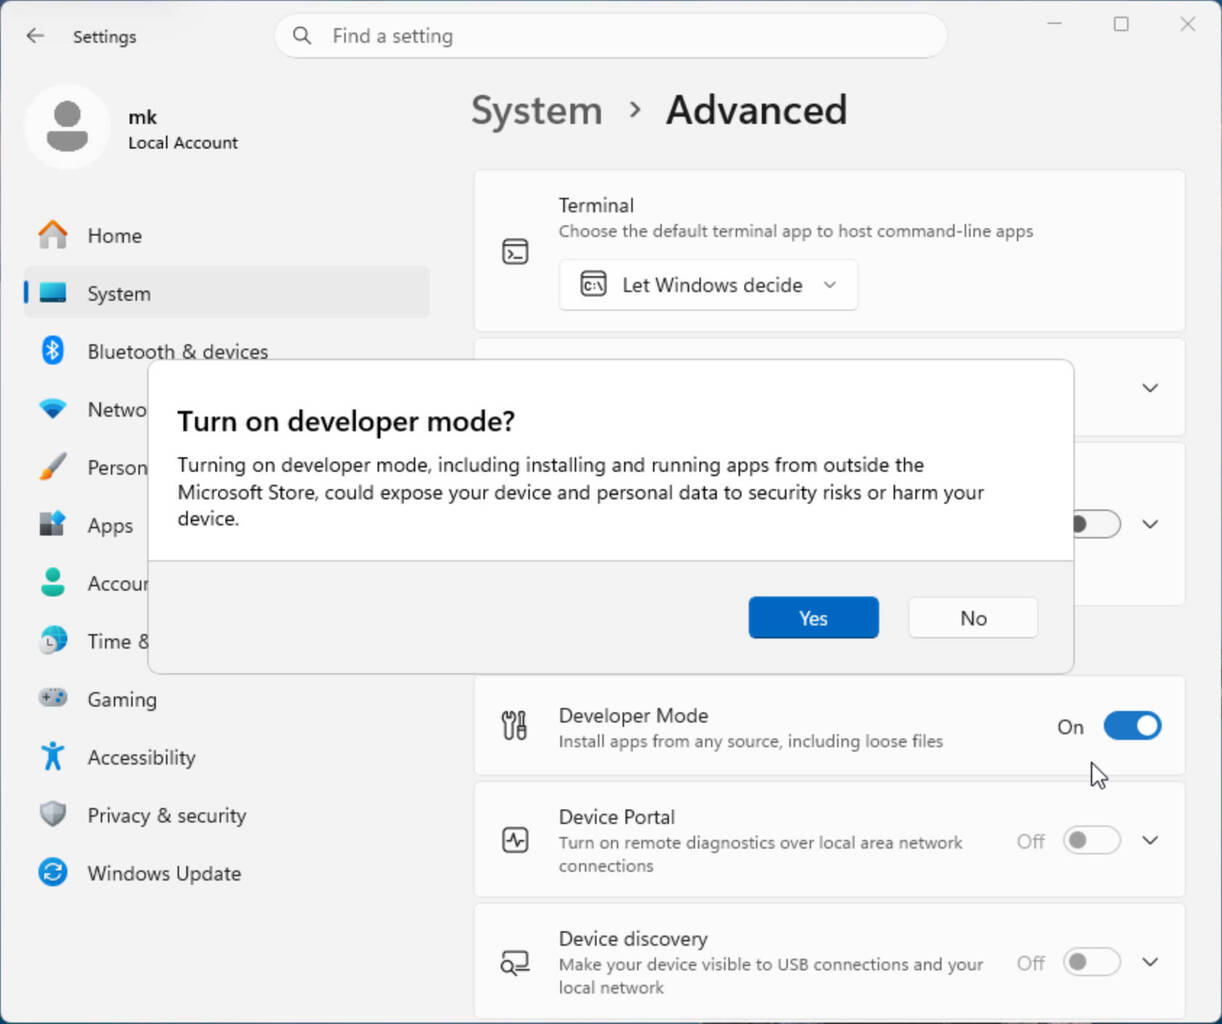 Settings
Find a setting
mk
Local Account
System > Advanced
Home
System
Bluetooth & devices
Netwo
Person
Apps
Accour
Time &
Gaming
Accessibility
Privacy & security
Windows Update
Terminal
Choose the default terminal app to host command-line apps
C:\ Let Windows decide
Turn on developer mode?
Turning on developer mode, including installing and running apps from outside the
Microsoft Store, could expose your device and personal data to security risks or harm your
device.
Yes
No
Developer Mode
Install apps from any source, including loose files
On
Device Portal
Turn on remote diagnostics over local area network
connections
Off
Device discovery
Make your device visible to USB connections and your
local network
Off